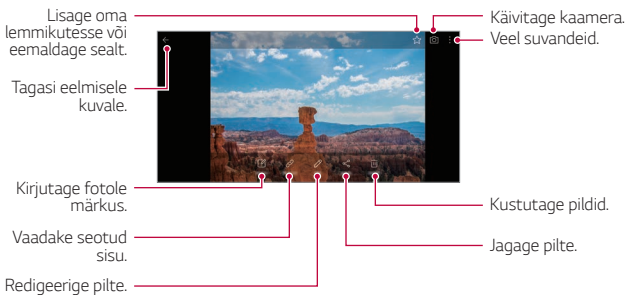 Lisage oma
lemmikutesse või
eemaldage sealt.
Tagasi eelmisele
kuvale.
Kirjutage fotole
märkus.
Vaadake seotud
sisu.
Redigeerige pilte.
Käivitage kaamera.
Veel suvandeid.
Kustutage pildid.
Jagage pilte.